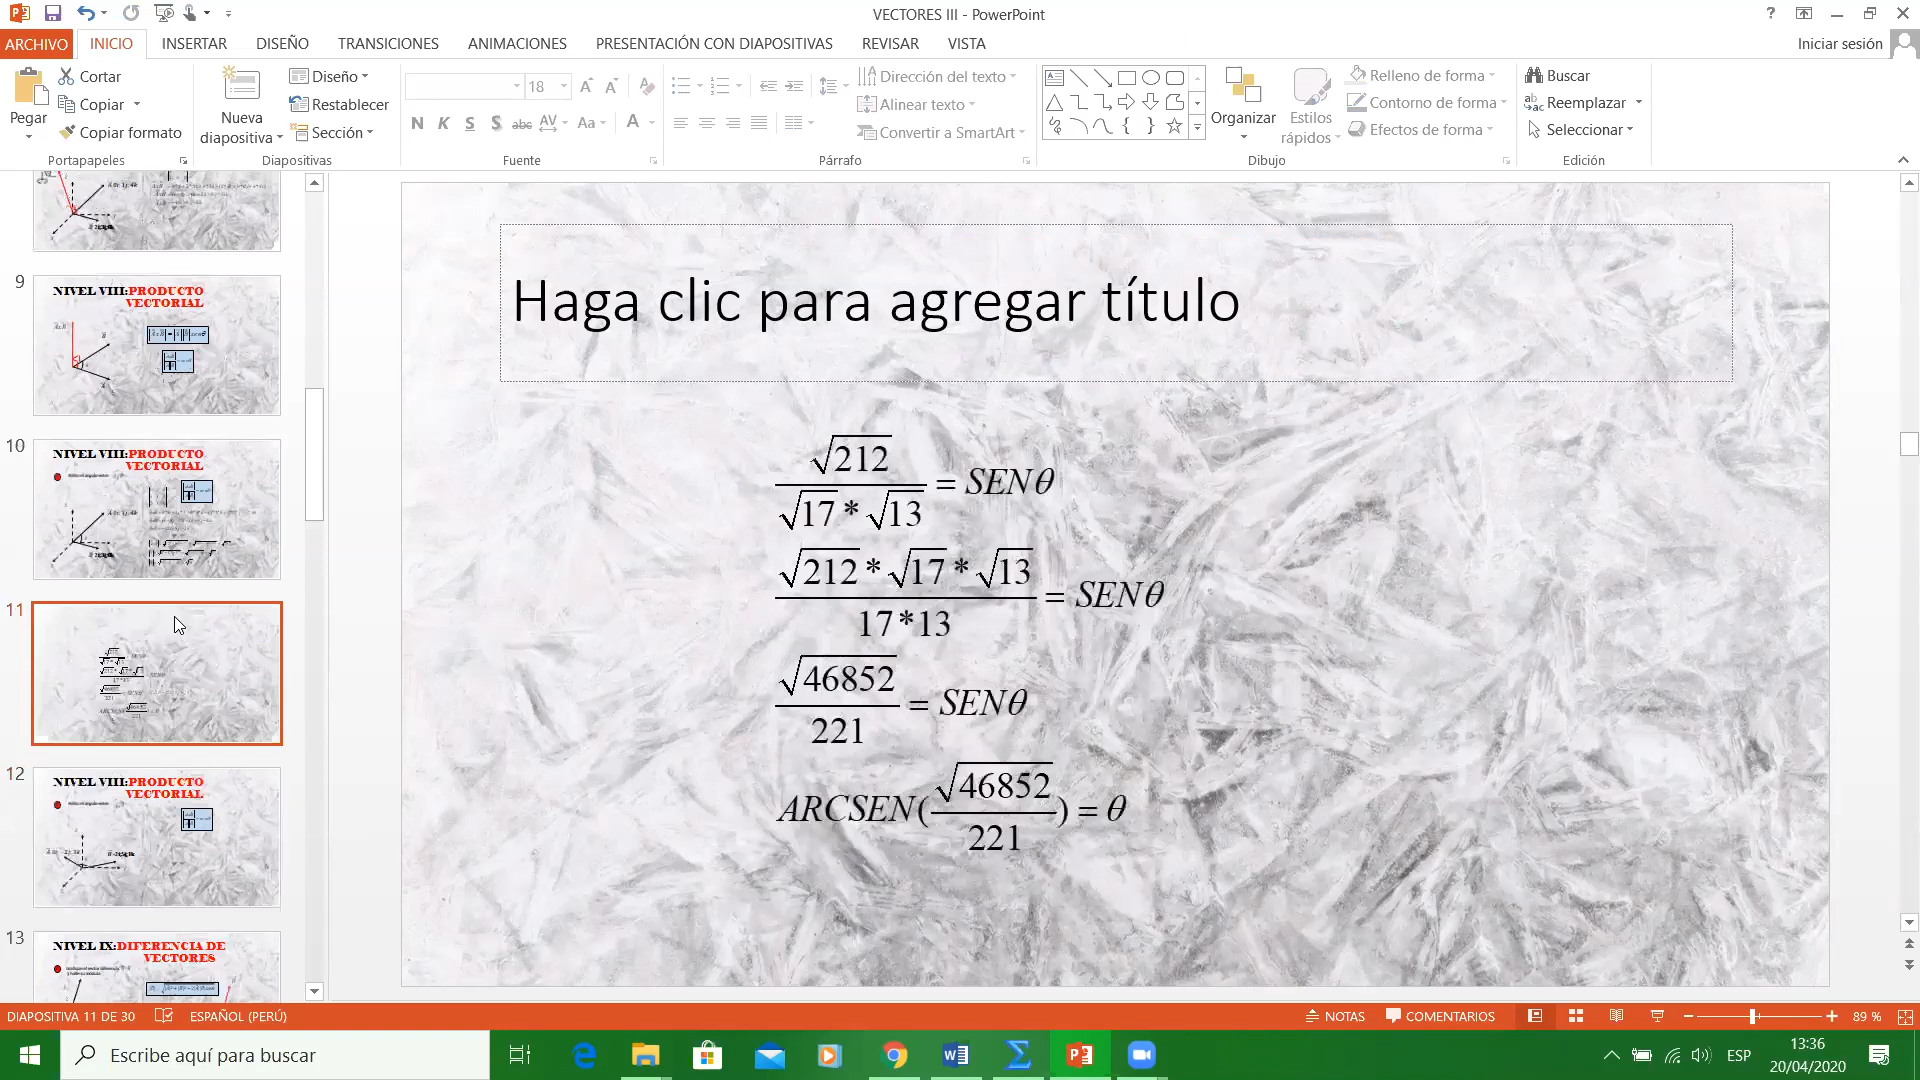 VECTORES III - PowerPoint
?
ARCHIVO INICIO INSERTAR DISEÑO TRANSICIONES ANIMACIONES PRESENTACIÓN CON DIAPOSITIVAS REVISAR VISTA Iniciar sesión
Pegar
Cortar
Copiar
Copiar formato
Portapapeles
Nueva diapositiva
Diseño
Restablecer
Sección
Diapositivas
18
N K S S abc AV Aa A
Fuente
Dirección del texto
Alinear texto
Convertir a SmartArt
Párrafo
Organizar
Estilos rápidos
Relleno de forma
Contorno de forma
Efectos de forma
Dibujo
Buscar
Reemplazar
Seleccionar
Edición
9
NIVEL VIII:PRODUCTO
VECTORIAL
10
NIVEL VIII:PRODUCTO
VECTORIAL
11
12
NIVEL VIII:PRODUCTO
VECTORIAL
13
NIVEL IX:DIFERENCIA DE
VECTORES
Haga clic para agregar título
√212 / √17 * √13 = SENθ
√212 * √17 * √13 / 17*13 = SENθ
√46852 / 221 = SENθ
ARCSEN(√46852 / 221) = θ
DIAPOSITIVA 11 DE 30 ESPAÑOL (PERÚ) NOTAS COMENTARIOS 89 %
Escribe aquí para buscar
ESP
13:36
20/04/2020